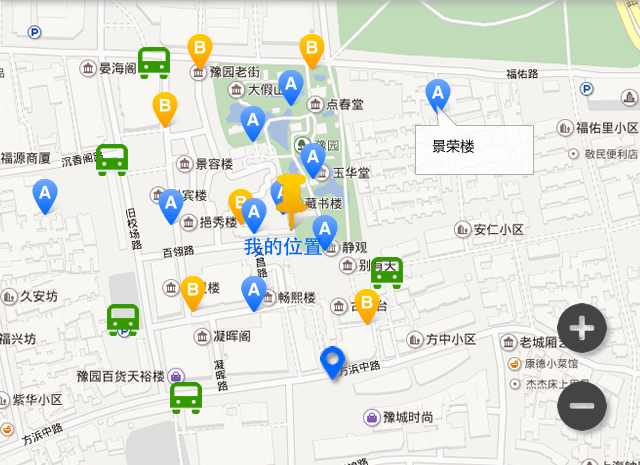 P
B
B
豫园老街
晏海阁
福佑路
大假山
A
点春堂
A
P
B
A
景荣楼
福佑里小区
敬民便利店
豫园
福源商厦
沉香阁路
景容楼
A
玉华堂
A
宾楼
A
B
挹秀楼
A
A
藏书楼
旧校场路
我的位置
A
静观
安仁小区
百翎路
别有天
久安坊
B
楼
A
畅熙楼
B
台
P
福兴坊
凝晖阁
方中小区
老城厢
+
豫园百货天裕楼
凝晖路
方浜中路
康德小菜馆
杰杰床上用品
紫华小区
−
方浜中路
豫城时尚